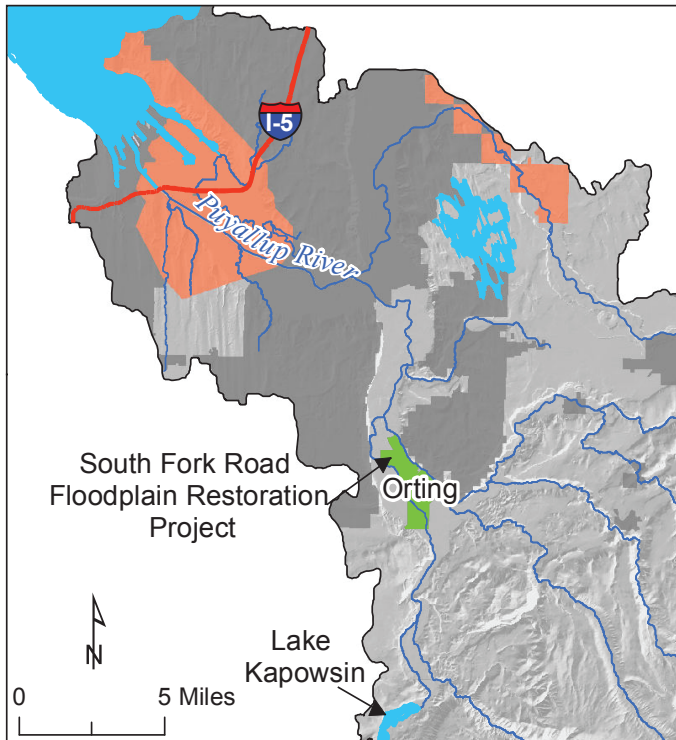 I-5
Puyallup River
South Fork Road
Floodplain Restoration
Project
Orting
Lake
Kapowsin
N
0 5 Miles